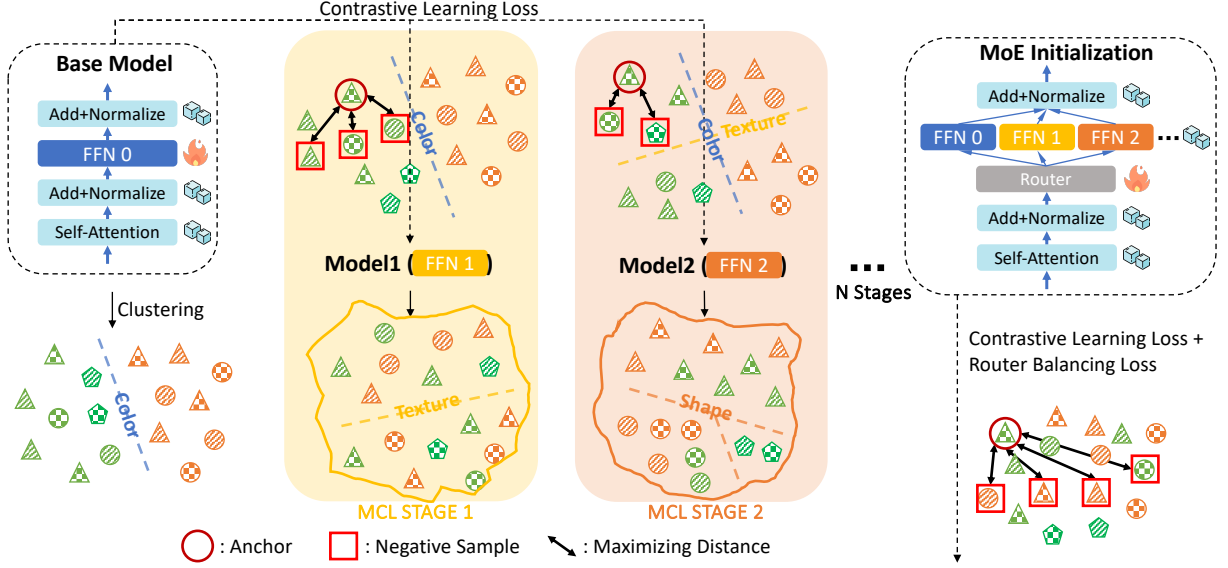 Contrastive Learning Loss
Base Model
Add+Normalize
FFN 0
Add+Normalize
Self-Attention
Clustering
Color
Color
Model1 ( FFN 1 )
Texture
MCL STAGE 1
Color
Texture
Model2 ( FFN 2 )
Shape
MCL STAGE 2
...
N Stages
MoE Initialization
Add+Normalize
FFN 0 FFN 1 FFN 2 ...
Router
Add+Normalize
Self-Attention
Contrastive Learning Loss +
Router Balancing Loss
: Anchor : Negative Sample : Maximizing Distance